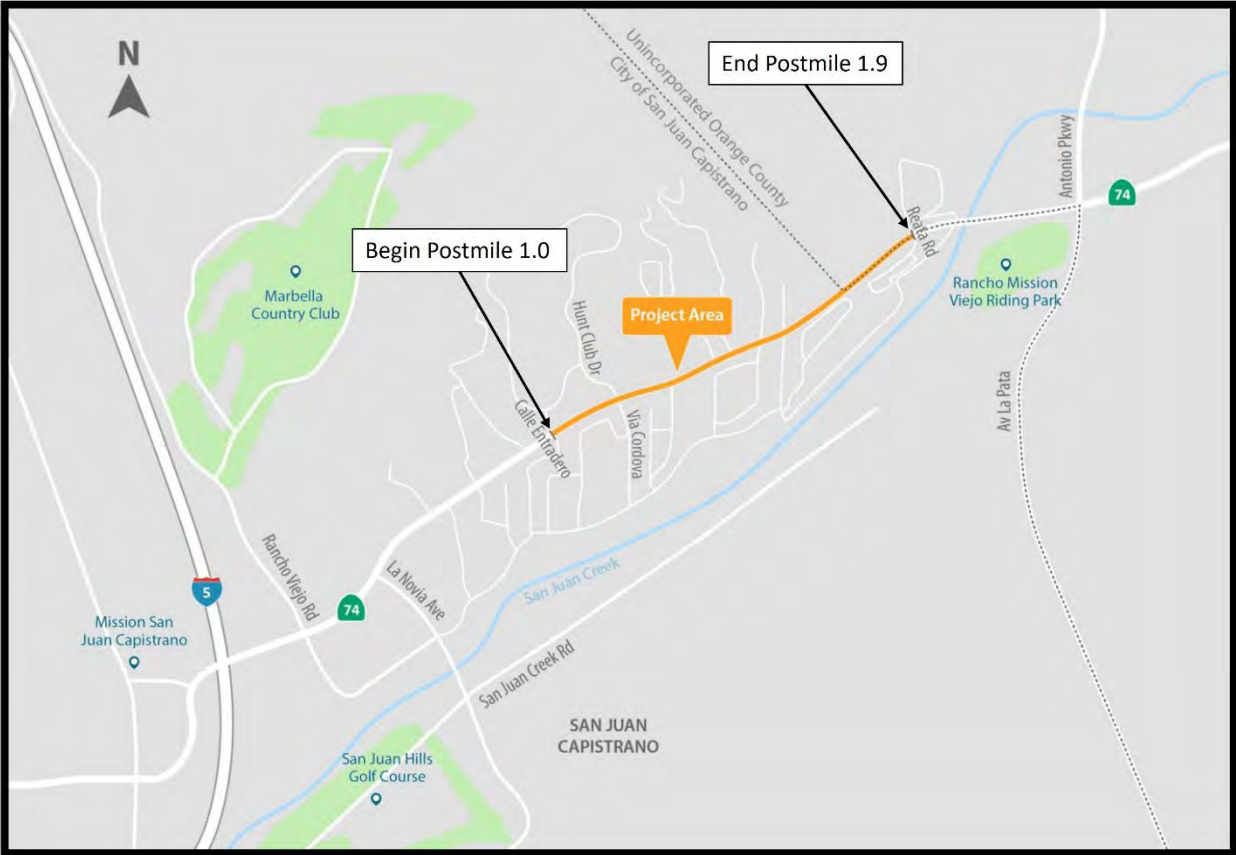 N
Unincorporated Orange County
City of San Juan Capistrano
End Postmile 1.9
Antonio Pkwy
74
Reata Rd
Begin Postmile 1.0
Marbella
Country Club
Rancho Mission
Viejo Riding Park
Project Area
Hunt Club Dr
Calle Entradero
Via Cordova
Av La Pata
Rancho Viejo Rd
La Novia Ave
San Juan Creek
5
74
Mission San
Juan Capistrano
San Juan Creek Rd
SAN JUAN
CAPISTRANO
San Juan Hills
Golf Course